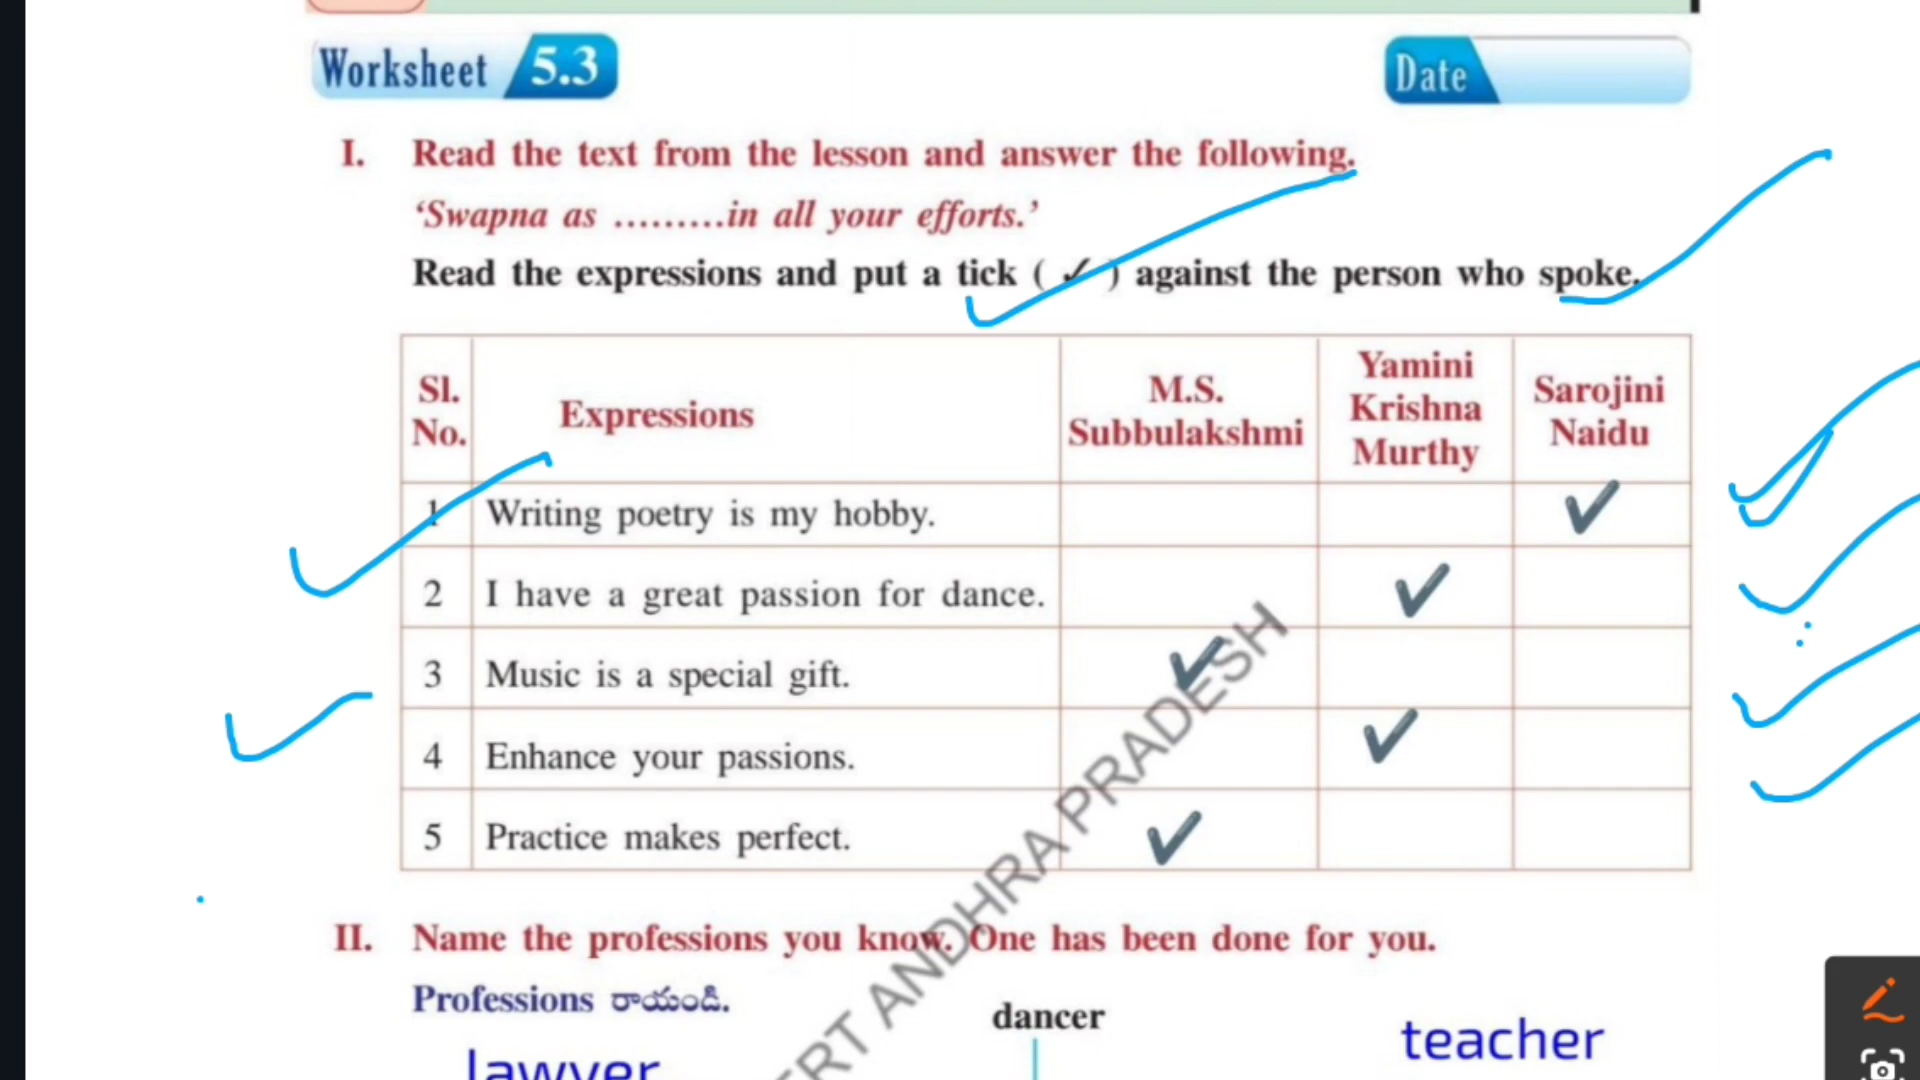 Worksheet 5.3
Date
I. Read the text from the lesson and answer the following.
‘Swapna as .........in all your efforts.’
Read the expressions and put a tick ( ✓ ) against the person who spoke.
Sl. No. Expressions M.S. Subbulakshmi Yamini Krishna Murthy Sarojini Naidu
1 Writing poetry is my hobby. ✔
2 I have a great passion for dance. ✔
3 Music is a special gift. ✔
4 Enhance your passions. ✔
5 Practice makes perfect. ✔
ERT ANDHRA PRADESH
II. Name the professions you know. One has been done for you.
Professions రాయండి.
dancer
teacher
lawyer